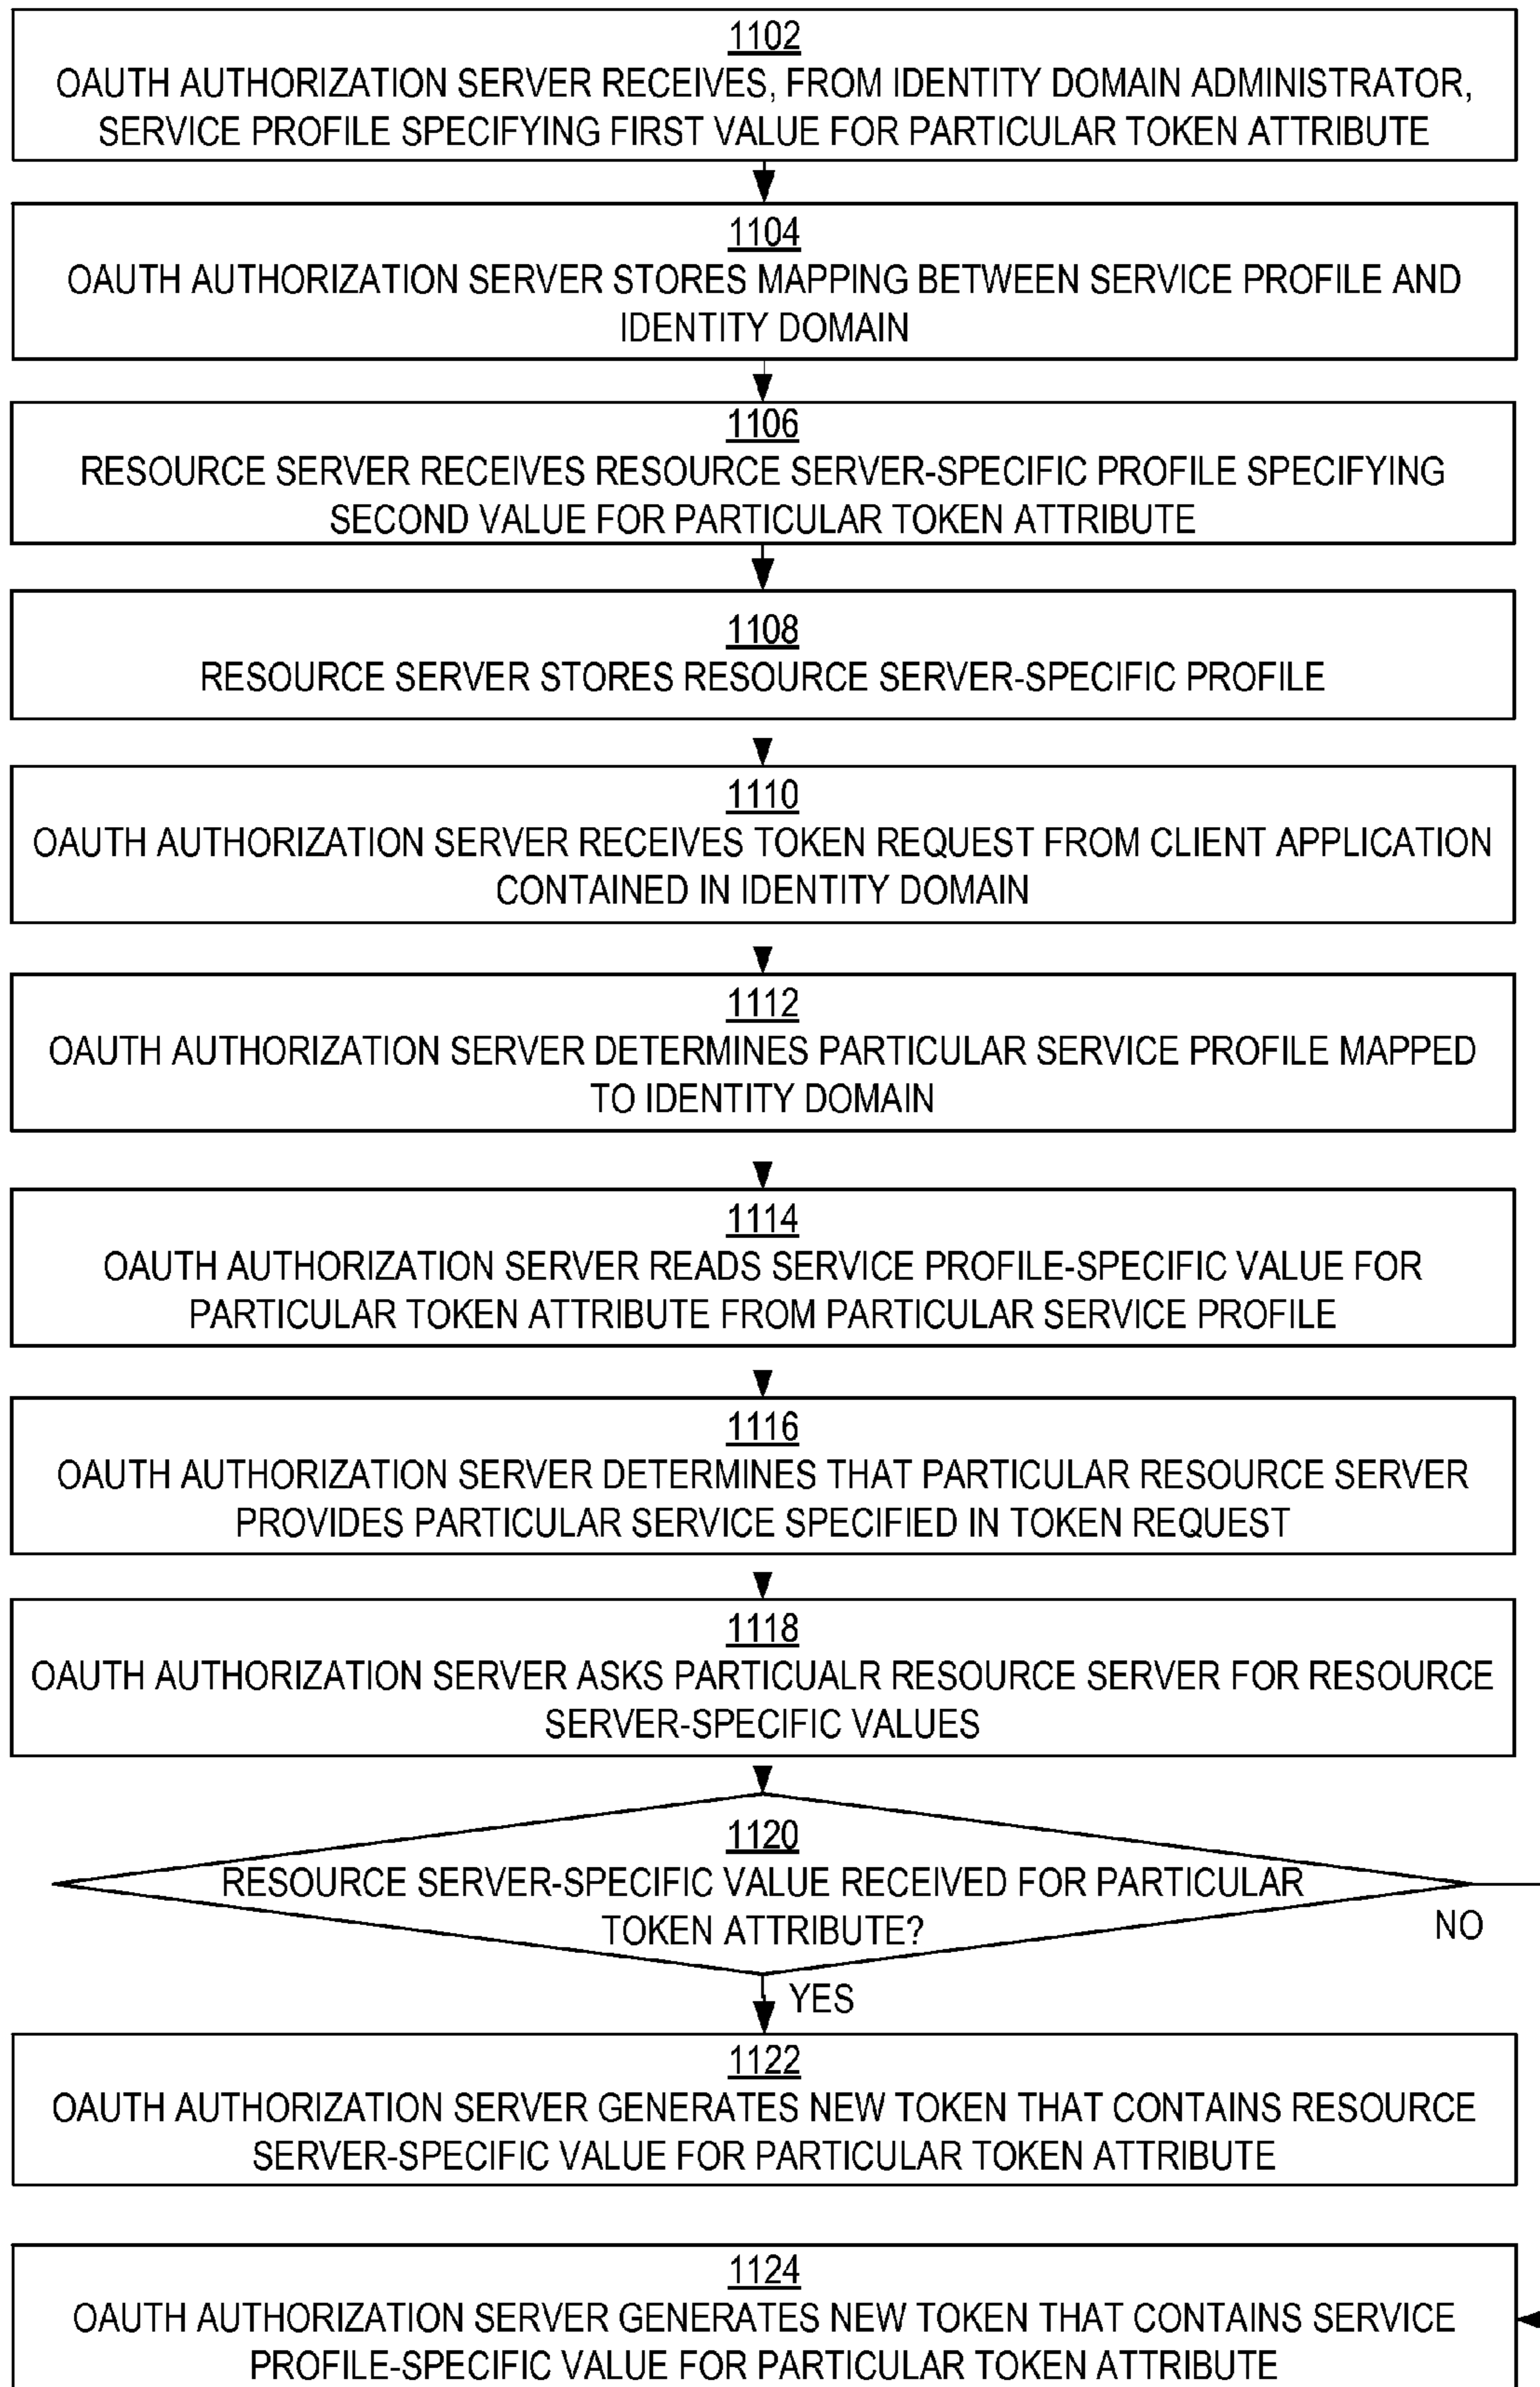 1102
OAUTH AUTHORIZATION SERVER RECEIVES, FROM IDENTITY DOMAIN ADMINISTRATOR,
SERVICE PROFILE SPECIFYING FIRST VALUE FOR PARTICULAR TOKEN ATTRIBUTE
1104
OAUTH AUTHORIZATION SERVER STORES MAPPING BETWEEN SERVICE PROFILE AND
IDENTITY DOMAIN
1106
RESOURCE SERVER RECEIVES RESOURCE SERVER-SPECIFIC PROFILE SPECIFYING
SECOND VALUE FOR PARTICULAR TOKEN ATTRIBUTE
1108
RESOURCE SERVER STORES RESOURCE SERVER-SPECIFIC PROFILE
1110
OAUTH AUTHORIZATION SERVER RECEIVES TOKEN REQUEST FROM CLIENT APPLICATION
CONTAINED IN IDENTITY DOMAIN
1112
OAUTH AUTHORIZATION SERVER DETERMINES PARTICULAR SERVICE PROFILE MAPPED
TO IDENTITY DOMAIN
1114
OAUTH AUTHORIZATION SERVER READS SERVICE PROFILE-SPECIFIC VALUE FOR
PARTICULAR TOKEN ATTRIBUTE FROM PARTICULAR SERVICE PROFILE
1116
OAUTH AUTHORIZATION SERVER DETERMINES THAT PARTICULAR RESOURCE SERVER
PROVIDES PARTICULAR SERVICE SPECIFIED IN TOKEN REQUEST
1118
OAUTH AUTHORIZATION SERVER ASKS PARTICUALR RESOURCE SERVER FOR RESOURCE
SERVER-SPECIFIC VALUES
1120
RESOURCE SERVER-SPECIFIC VALUE RECEIVED FOR PARTICULAR
TOKEN ATTRIBUTE?
NO
YES
1122
OAUTH AUTHORIZATION SERVER GENERATES NEW TOKEN THAT CONTAINS RESOURCE
SERVER-SPECIFIC VALUE FOR PARTICULAR TOKEN ATTRIBUTE
1124
OAUTH AUTHORIZATION SERVER GENERATES NEW TOKEN THAT CONTAINS SERVICE
PROFILE-SPECIFIC VALUE FOR PARTICULAR TOKEN ATTRIBUTE